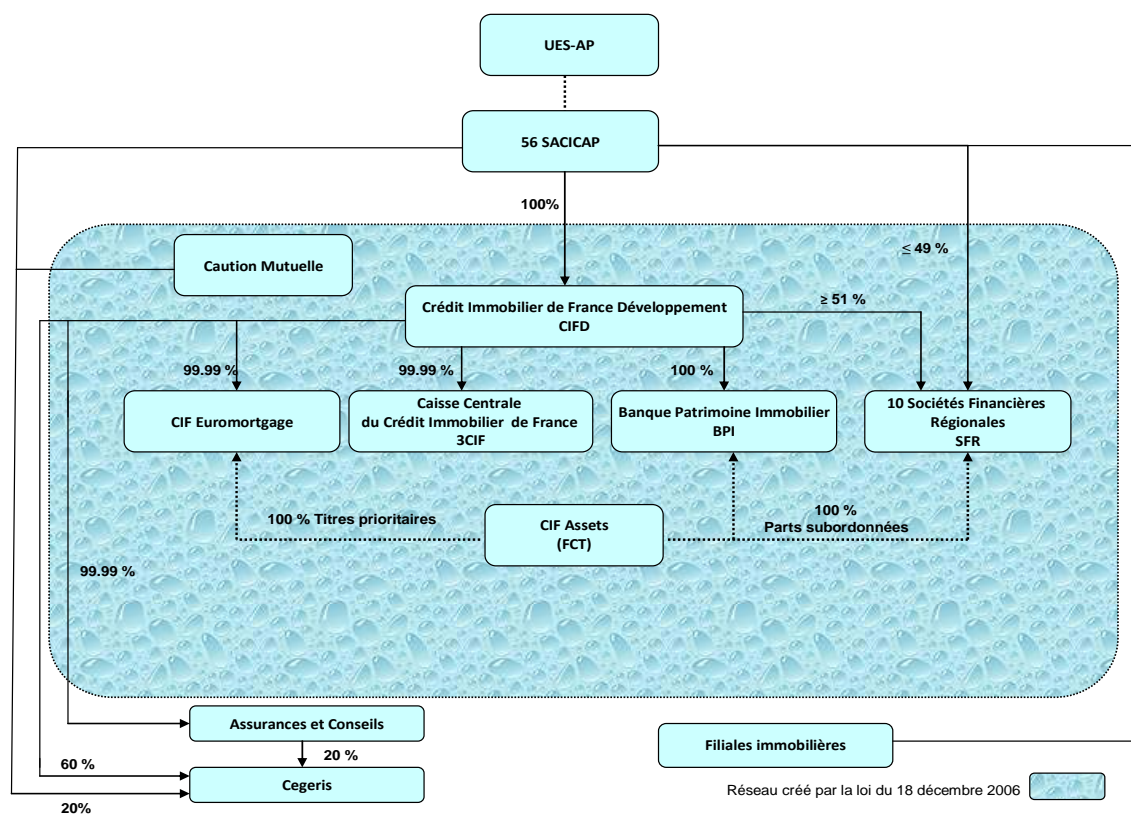 UES-AP
56 SACICAP
100%
≤ 49 %
Caution Mutuelle
Crédit Immobilier de France Développement
CIFD
≥ 51 %
99.99 %
99.99 %
100 %
CIF Euromortgage
Caisse Centrale
du Crédit Immobilier de France
3CIF
Banque Patrimoine Immobilier
BPI
10 Sociétés Financières
Régionales
SFR
100 % Titres prioritaires
CIF Assets
(FCT)
100 %
Parts subordonnées
99.99 %
Assurances et Conseils
20 %
Filiales immobilières
60 %
Cegeris
20%
Réseau créé par la loi du 18 décembre 2006